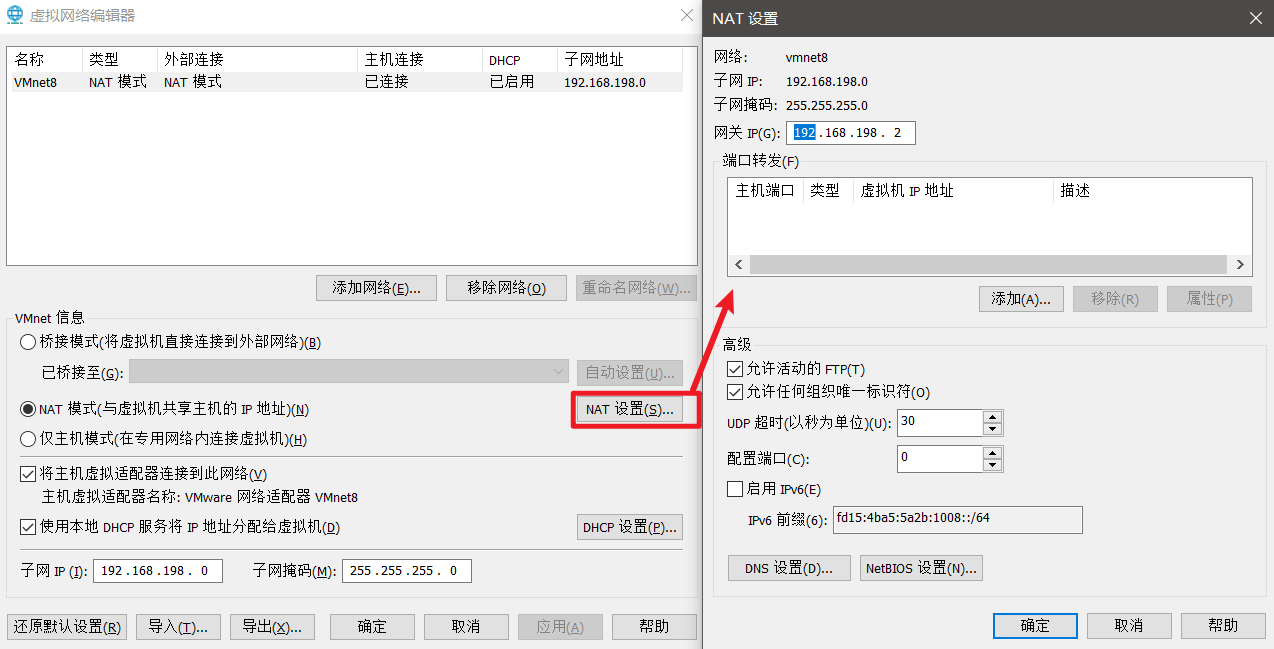 虚拟网络编辑器
名称 类型 外部连接 主机连接 DHCP 子网地址
VMnet8 NAT 模式 NAT 模式 已连接 已启用 192.168.198.0
添加网络(E)... 移除网络(O) 重命名网络(W)...
VMnet 信息
桥接模式(将虚拟机直接连接到外部网络)(B)
已桥接至(G): 自动设置(U)...
NAT 模式(与虚拟机共享主机的 IP 地址)(N) NAT 设置(S)...
仅主机模式(在专用网络内连接虚拟机)(H)
将主机虚拟适配器连接到此网络(V)
主机虚拟适配器名称: VMware 网络适配器 VMnet8
使用本地 DHCP 服务将 IP 地址分配给虚拟机(D) DHCP 设置(P)...
子网 IP (I): 192.168.198. 0 子网掩码(M): 255.255.255. 0
还原默认设置(R) 导入(T)... 导出(X)... 确定 取消 应用(A) 帮助
NAT 设置
网络: vmnet8
子网 IP: 192.168.198.0
子网掩码: 255.255.255.0
网关 IP(G): 192.168.198. 2
端口转发(F)
主机端口 类型 虚拟机 IP 地址 描述
添加(A)... 移除(R) 属性(P)
高级
允许活动的 FTP(T)
允许任何组织唯一标识符(O)
UDP 超时(以秒为单位)(U): 30
配置端口(C): 0
启用 IPv6(E)
IPv6 前缀(6): fd15:4ba5:5a2b:1008::/64
DNS 设置(D)... NetBIOS 设置(N)...
确定 取消 帮助